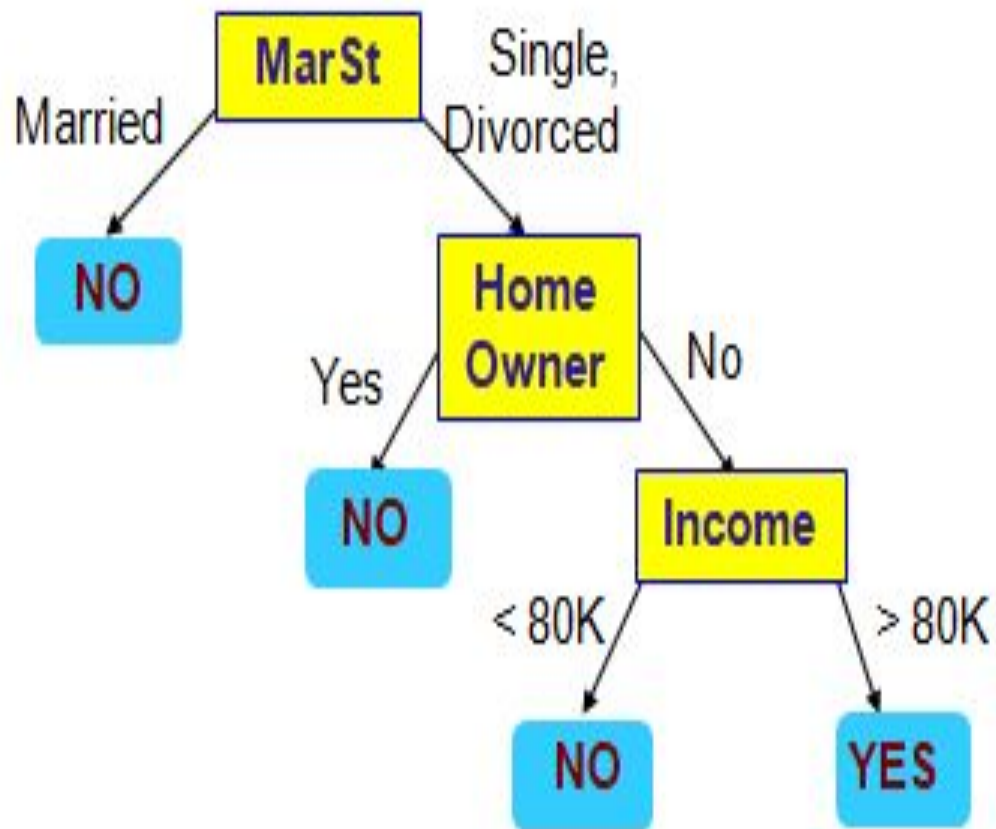 MarSt
Single,
Divorced
Married
NO
Home
Owner
Yes
No
NO
Income
< 80K
> 80K
NO
YES